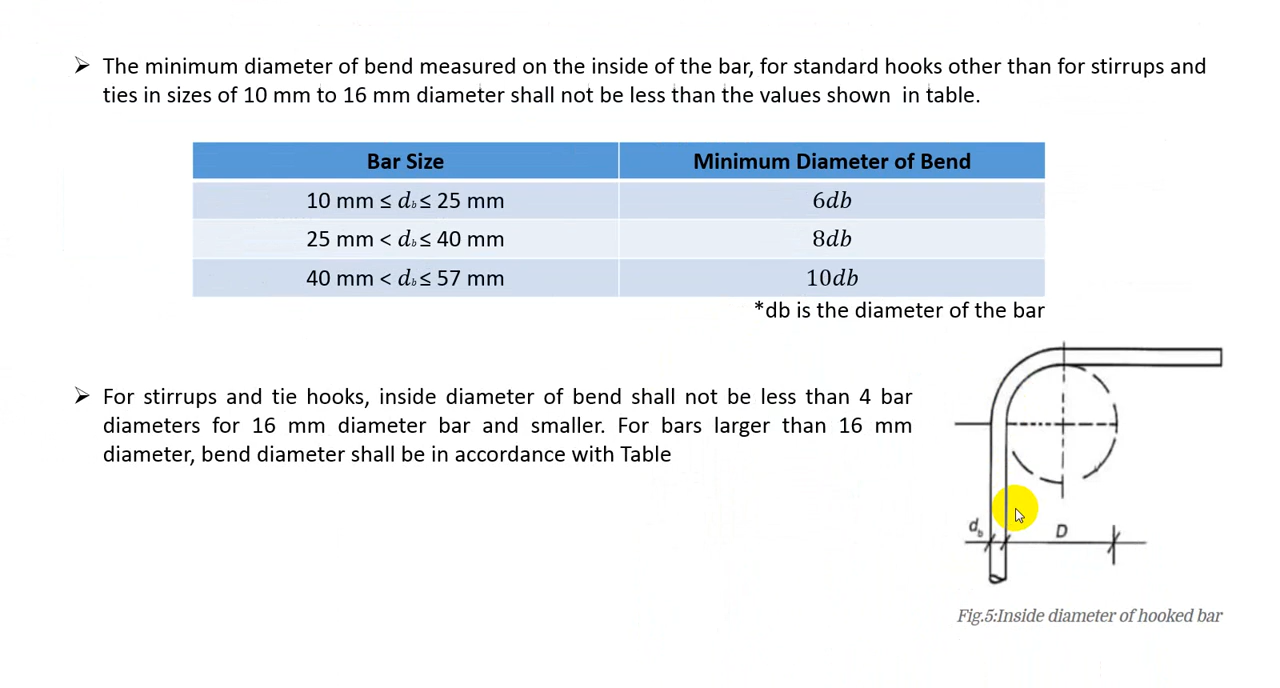 ➢ The minimum diameter of bend measured on the inside of the bar, for standard hooks other than for stirrups and
ties in sizes of 10 mm to 16 mm diameter shall not be less than the values shown in table.
Bar Size Minimum Diameter of Bend
10 mm ≤ d_b ≤ 25 mm 6db
25 mm < d_b ≤ 40 mm 8db
40 mm < d_b ≤ 57 mm 10db
*db is the diameter of the bar
➢ For stirrups and tie hooks, inside diameter of bend shall not be less than 4 bar
diameters for 16 mm diameter bar and smaller. For bars larger than 16 mm
diameter, bend diameter shall be in accordance with Table
d_b D
Fig.5:Inside diameter of hooked bar